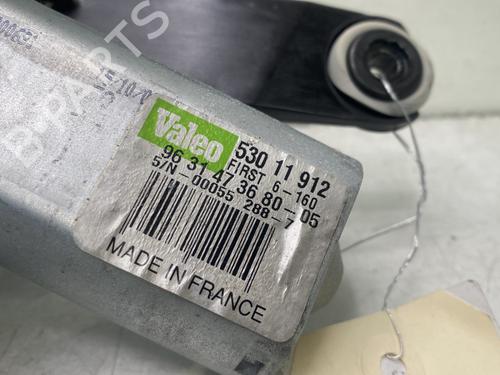 Valeo
530 11 912
FIRST 6-160
96 31 47 36 80-05
S/N-00055 288-7
MADE IN FRANCE
B-PARTS